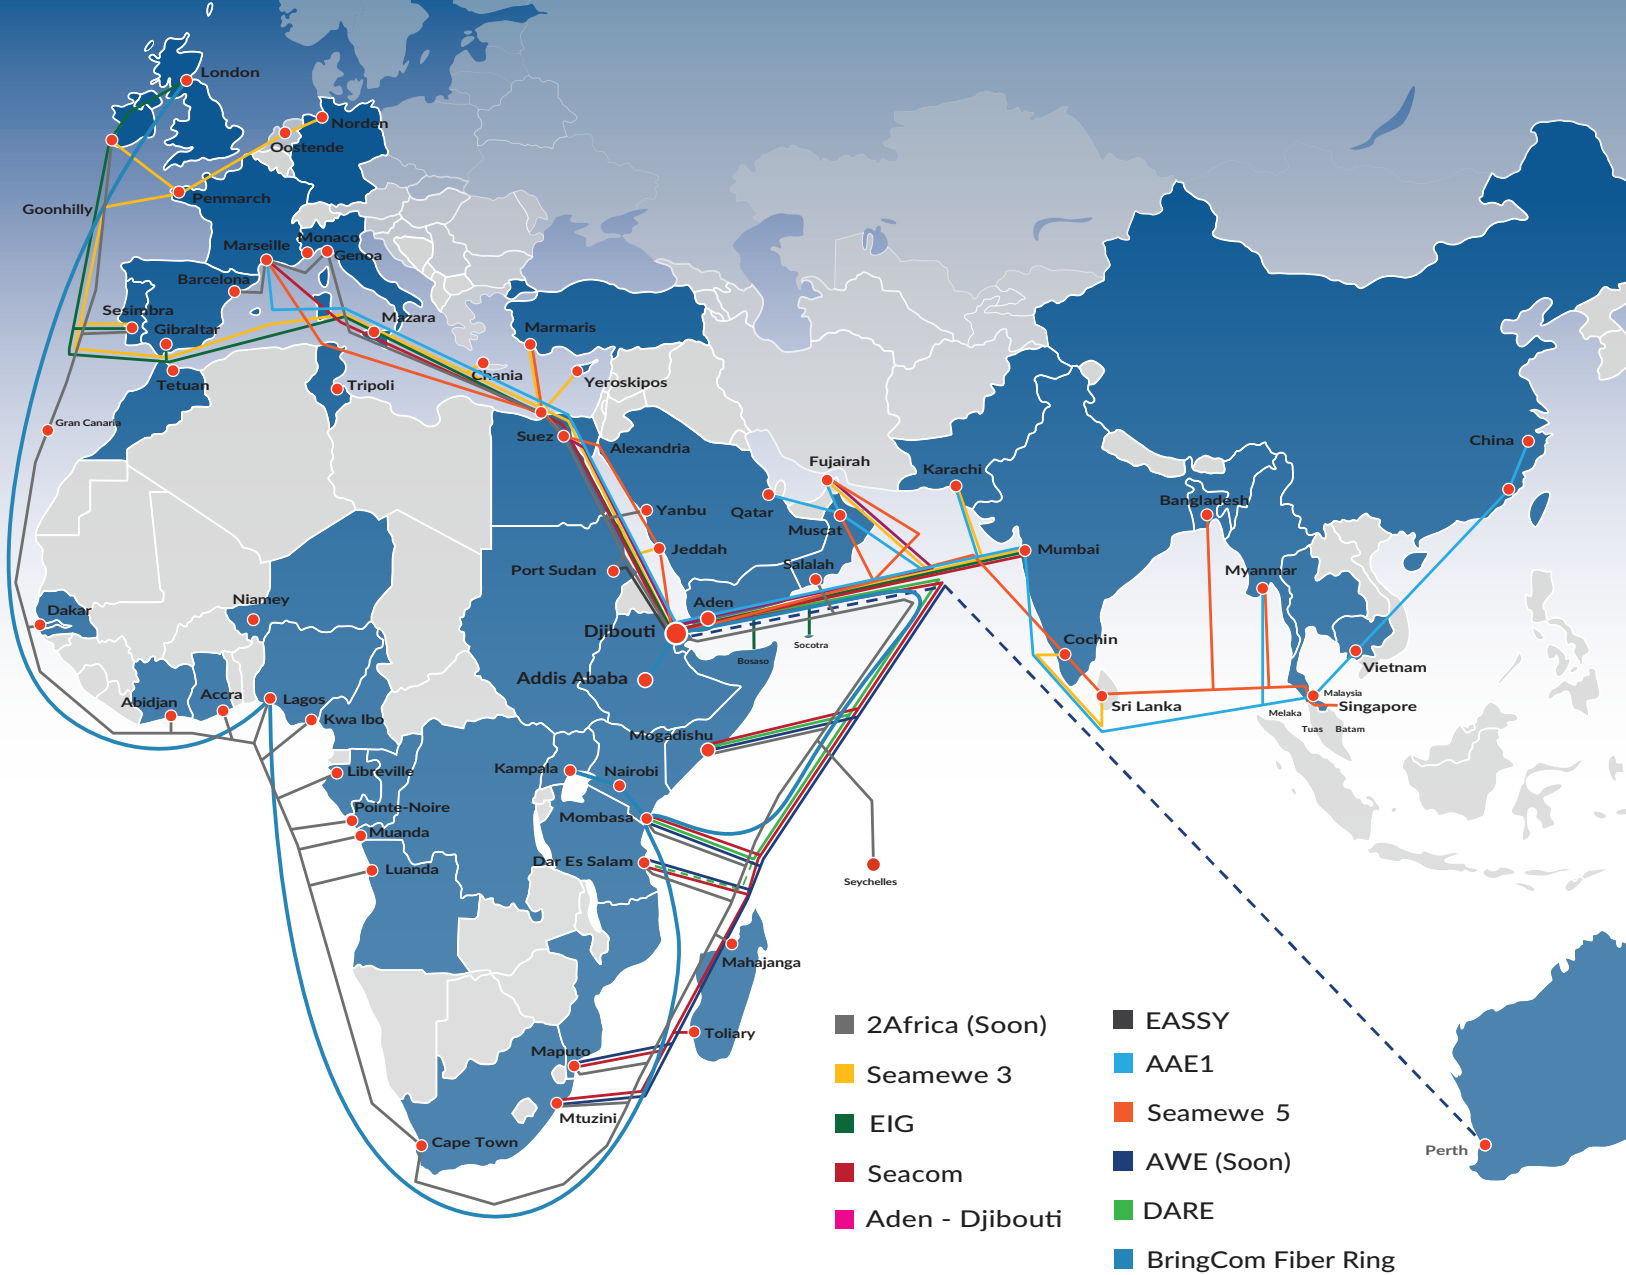 London
Norden
Oostende
Penmarch
Goonhilly
Monaco
Marseille
Genoa
Barcelona
Sesimbra
Gibraltar
Mazara
Marmaris
Chania
Yeroskipos
Tetuan
Tripoli
Gran Canaria
Suez
Alexandria
China
Fujairah
Karachi
Bangladesh
Yanbu
Qatar
Muscat
Jeddah
Mumbai
Port Sudan
Salalah
Myanmar
Niamey
Dakar
Aden
Djibouti
Socotra
Bosaso
Cochin
Vietnam
Addis Ababa
Abidjan
Accra
Lagos
Kwa Ibo
Sri Lanka
Malaysia
Singapore
Melaka
Tuas
Batam
Mogadishu
Kampala
Nairobi
Libreville
Pointe-Noire
Muanda
Mombasa
Luanda
Dar Es Salam
Seychelles
Mahajanga
Toliary
Maputo
Mtuzini
Cape Town
Perth
2Africa (Soon)
Seamewe 3
EIG
Seacom
Aden - Djibouti
EASSY
AAE1
Seamewe 5
AWE (Soon)
DARE
BringCom Fiber Ring